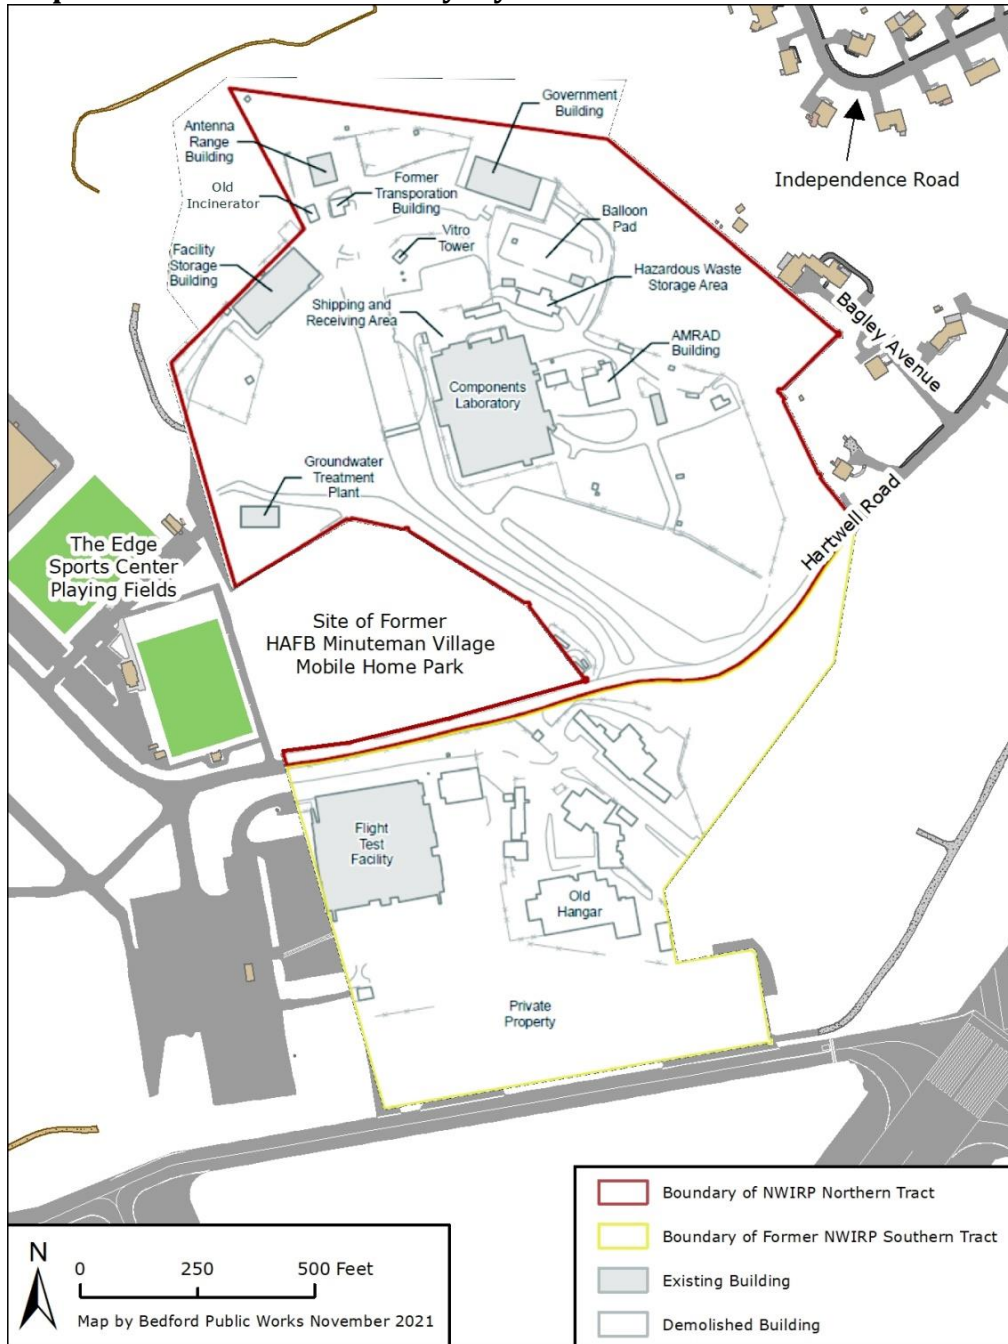 Government
Building
Antenna
Range
Building
Independence Road
Former
Transporation
Building
Old
Incinerator
Balloon
Pad
Vitro
Tower
Facility
Storage
Building
Hazardous Waste
Storage Area
Bagley Avenue
Shipping and
Receiving Area
AMRAD
Building
Components
Laboratory
Groundwater
Treatment
Plant
Hartwell Road
The Edge
Sports Center
Playing Fields
Site of Former
HAFB Minuteman Village
Mobile Home Park
Flight
Test
Facility
Old
Hangar
Private
Property
N
0 250 500 Feet
Map by Bedford Public Works November 2021
Boundary of NWIRP Northern Tract
Boundary of Former NWIRP Southern Tract
Existing Building
Demolished Building